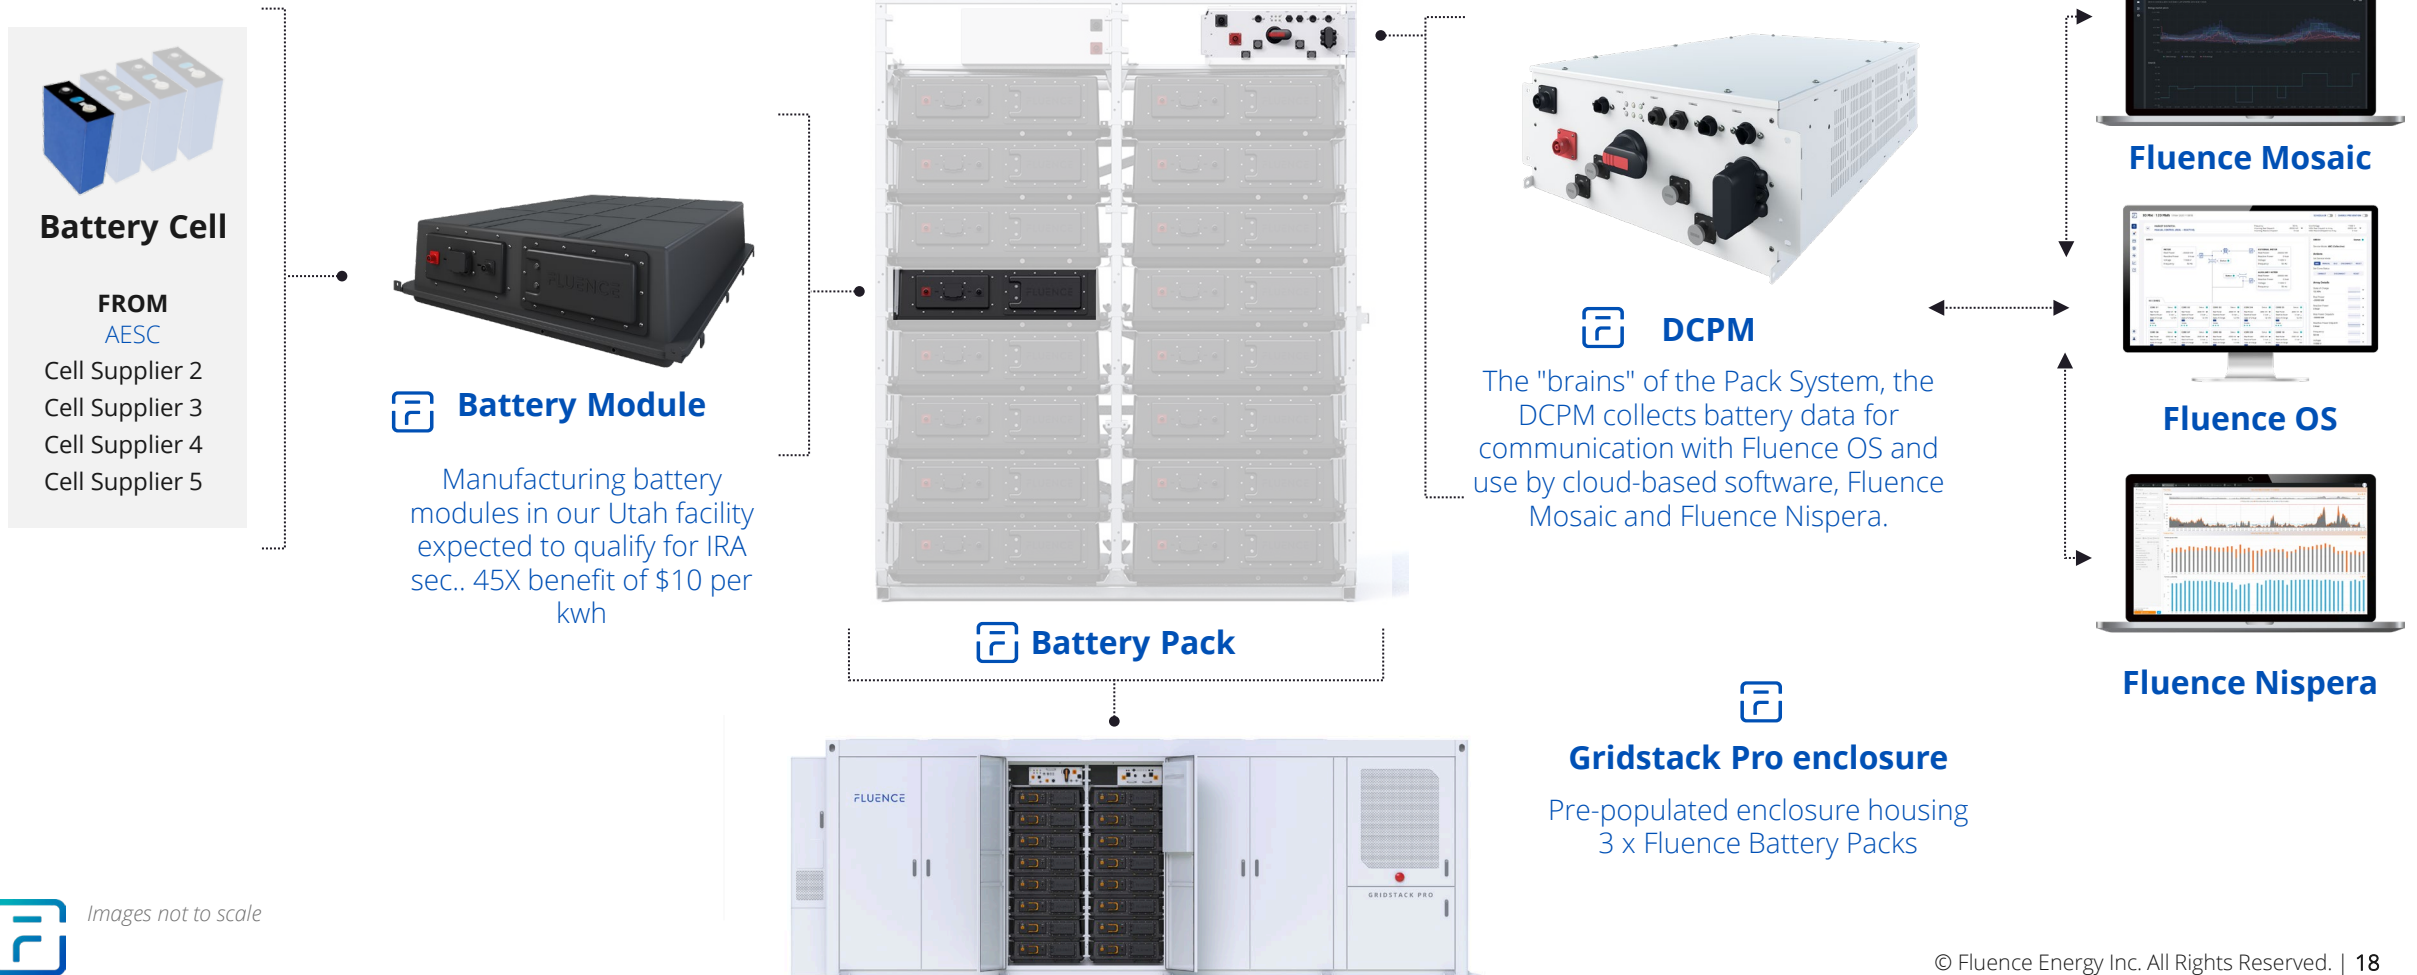 Battery Cell
FROM
AESC
Cell Supplier 2
Cell Supplier 3
Cell Supplier 4
Cell Supplier 5
FLUENCE
Battery Module
Manufacturing battery
modules in our Utah facility
expected to qualify for IRA
sec.. 45X benefit of $10 per
kwh
FLUENCE
Battery Pack
DCPM
The "brains" of the Pack System, the
DCPM collects battery data for
communication with Fluence OS and
use by cloud-based software, Fluence
Mosaic and Fluence Nispera.
Fluence Mosaic
Fluence OS
Fluence Nispera
Gridstack Pro enclosure
Pre-populated enclosure housing
3 x Fluence Battery Packs
FLUENCE
GRIDSTACK PRO
Images not to scale
© Fluence Energy Inc. All Rights Reserved. | 18